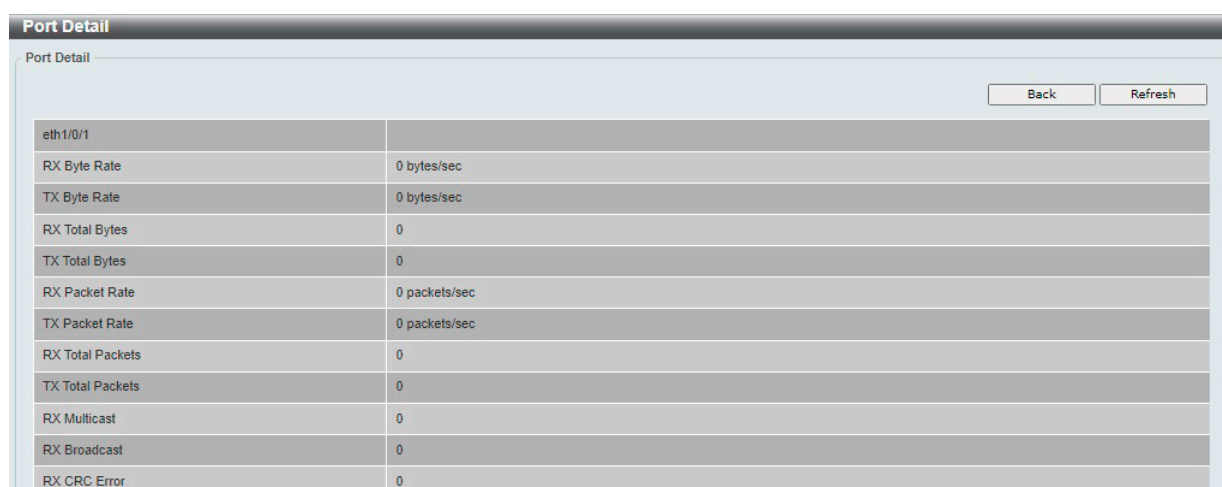 Port Detail
Port Detail
Back Refresh
eth1/0/1
RX Byte Rate 0 bytes/sec
TX Byte Rate 0 bytes/sec
RX Total Bytes 0
TX Total Bytes 0
RX Packet Rate 0 packets/sec
TX Packet Rate 0 packets/sec
RX Total Packets 0
TX Total Packets 0
RX Multicast 0
RX Broadcast 0
RX CRC Error 0